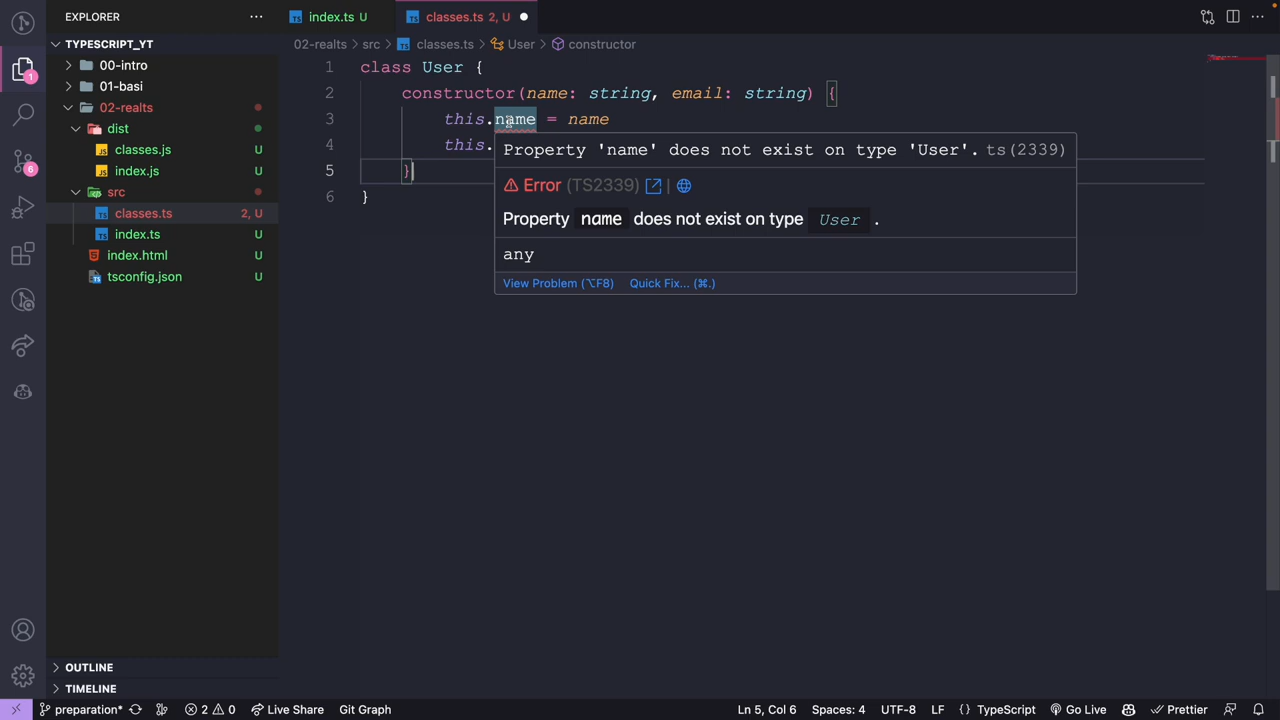 EXPLORER
TYPESCRIPT_YT
00-intro
01-basi
02-realts
dist
classes.js U
index.js U
src
classes.ts 2, U
index.ts U
index.html U
tsconfig.json U
OUTLINE
TIMELINE
1
6
TS index.ts U
TS classes.ts 2, U
02-realts > src > TS classes.ts > User > constructor
1 class User {
2 constructor(name: string, email: string) {
3 this.name = name
4 this.
5 }
6 }
Property 'name' does not exist on type 'User'. ts(2339)
Error (TS2339) |
Property name does not exist on type User .
any
View Problem (⌥F8) Quick Fix... (⌘.)
preparation* 2 0 Live Share Git Graph Ln 5, Col 6 Spaces: 4 UTF-8 LF {} TypeScript Go Live Prettier